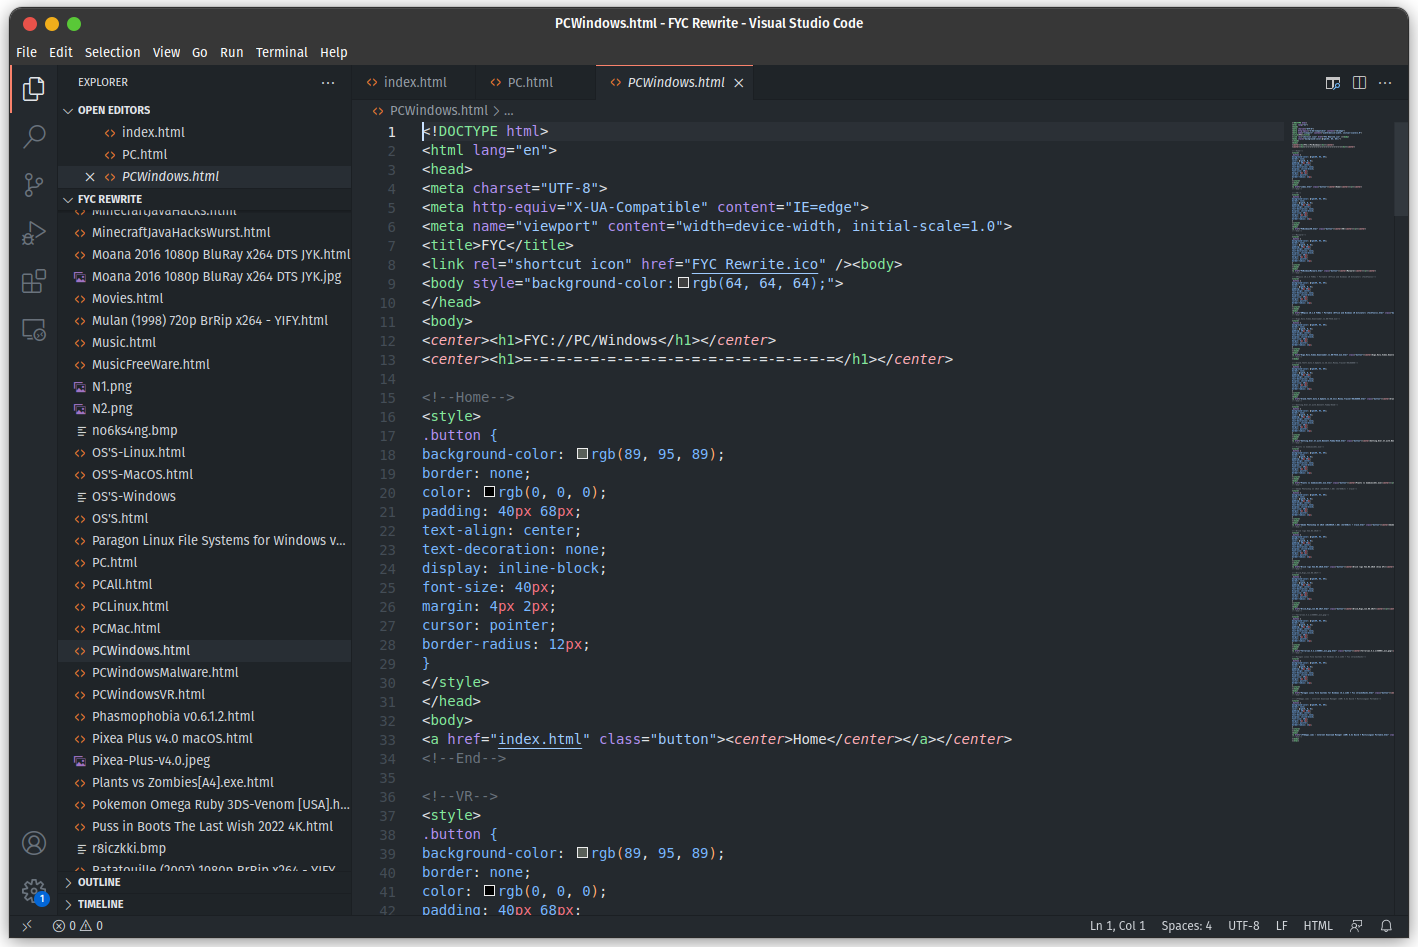 PCWindows.html - FYC Rewrite - Visual Studio Code
File Edit Selection View Go Run Terminal Help
EXPLORER
OPEN EDITORS
index.html
PC.html
PCWindows.html
FYC REWRITE
MinecraftJavaHacks.html
MinecraftJavaHacksWurst.html
Moana 2016 1080p BluRay x264 DTS JYK.html
Moana 2016 1080p BluRay x264 DTS JYK.jpg
Movies.html
Mulan (1998) 720p BrRip x264 - YIFY.html
Music.html
MusicFreeWare.html
N1.png
N2.png
no6ks4ng.bmp
OS'S-Linux.html
OS'S-MacOS.html
OS'S-Windows
OS'S.html
Paragon Linux File Systems for Windows v...
PC.html
PCAll.html
PCLinux.html
PCMac.html
PCWindows.html
PCWindowsMalware.html
PCWindowsVR.html
Phasmophobia v0.6.1.2.html
Pixea Plus v4.0 macOS.html
Pixea-Plus-v4.0.jpeg
Plants vs Zombies[A4].exe.html
Pokemon Omega Ruby 3DS-Venom [USA].h...
Puss in Boots The Last Wish 2022 4K.html
r8iczkki.bmp
Ratatouille (2007) 1080p BrRip x264 - YIFY
OUTLINE
TIMELINE
index.html PC.html PCWindows.html
PCWindows.html > ...
1 <!DOCTYPE html>
2 <html lang="en">
3 <head>
4 <meta charset="UTF-8">
5 <meta http-equiv="X-UA-Compatible" content="IE=edge">
6 <meta name="viewport" content="width=device-width, initial-scale=1.0">
7 <title>FYC</title>
8 <link rel="shortcut icon" href="FYC Rewrite.ico" /><body>
9 <body style="background-color:rgb(64, 64, 64);">
10 </head>
11 <body>
12 <center><h1>FYC://PC/Windows</h1></center>
13 <center><h1>=-=-=-=-=-=-=-=-=-=-=-=-=-=-=-=-=-=-=</h1></center>
14
15 <!--Home-->
16 <style>
17 .button {
18 background-color: rgb(89, 95, 89);
19 border: none;
20 color: rgb(0, 0, 0);
21 padding: 40px 68px;
22 text-align: center;
23 text-decoration: none;
24 display: inline-block;
25 font-size: 40px;
26 margin: 4px 2px;
27 cursor: pointer;
28 border-radius: 12px;
29 }
30 </style>
31 </head>
32 <body>
33 <a href="index.html" class="button"><center>Home</center></a></center>
34 <!--End-->
35
36 <!--VR-->
37 <style>
38 .button {
39 background-color: rgb(89, 95, 89);
40 border: none;
41 color: rgb(0, 0, 0);
42 padding: 40px 68px;
1
0 0 Ln 1, Col 1 Spaces: 4 UTF-8 LF HTML